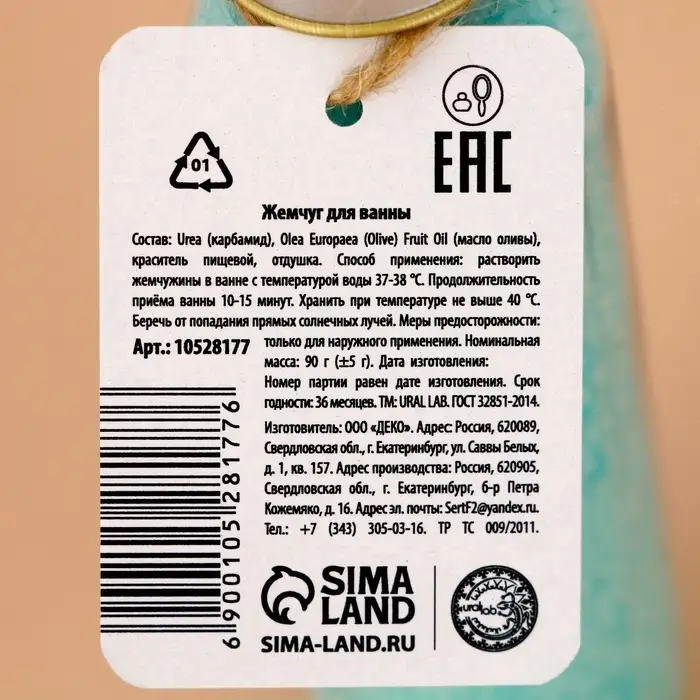 01
EAC
Жемчуг для ванны
Состав: Urea (карбамид), Olea Europaea (Olive) Fruit Oil (масло оливы),
краситель пищевой, отдушка. Способ применения: растворить
жемчужины в ванне с температурой воды 37-38 °C. Продолжительность
приёма ванны 10-15 минут. Хранить при температуре не выше 40 °C.
Беречь от попадания прямых солнечных лучей. Меры предосторожности:
только для наружного применения. Номинальная
Арт.: 10528177
масса: 90 г (±5 г). Дата изготовления:
Номер партии равен дате изготовления. Срок
годности: 36 месяцев. ТМ: URAL LAB. ГОСТ 32851-2014.
Изготовитель: ООО «ДЕКО». Адрес: Россия, 620089,
Свердловская обл., г. Екатеринбург, ул. Саввы Белых,
д. 1, кв. 157. Адрес производства: Россия, 620905,
Свердловская обл., г. Екатеринбург, б-р Петра
Кожемяко, д. 16. Адрес эл. почты: SertF2@yandex.ru.
Тел.: +7 (343) 305-03-16. ТР ТС 009/2011.
6 900105 281776
SIMA
LAND
SIMA-LAND.RU
ural lab